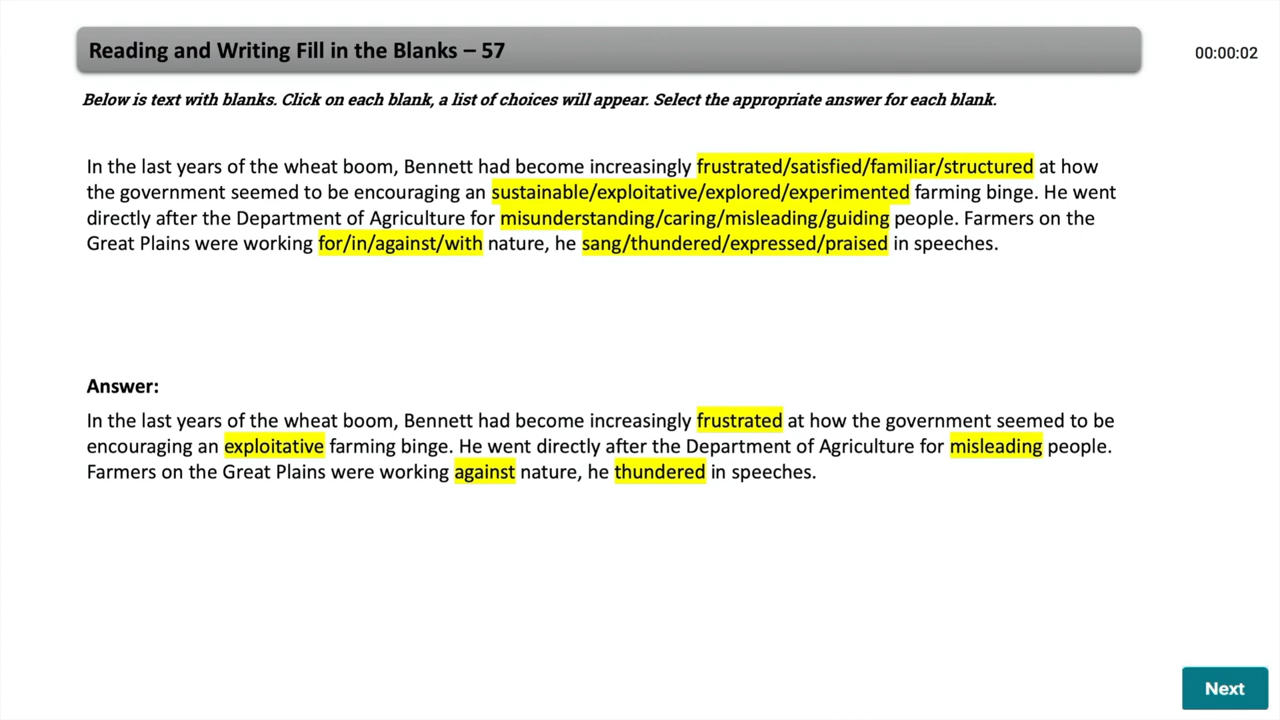 Reading and Writing Fill in the Blanks – 57
00:00:02
Below is text with blanks. Click on each blank, a list of choices will appear. Select the appropriate answer for each blank.
In the last years of the wheat boom, Bennett had become increasingly frustrated/satisfied/familiar/structured at how
the government seemed to be encouraging an sustainable/exploitative/explored/experimented farming binge. He went
directly after the Department of Agriculture for misunderstanding/caring/misleading/guiding people. Farmers on the
Great Plains were working for/in/against/with nature, he sang/thundered/expressed/praised in speeches.
Answer:
In the last years of the wheat boom, Bennett had become increasingly frustrated at how the government seemed to be
encouraging an exploitative farming binge. He went directly after the Department of Agriculture for misleading people.
Farmers on the Great Plains were working against nature, he thundered in speeches.
Next